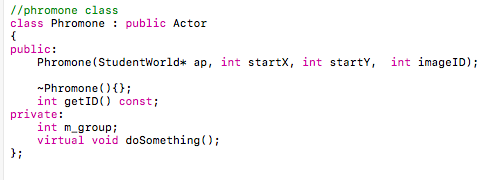 //phromone class
class Phromone : public Actor
{
public:
    Phromone(StudentWorld* ap, int startX, int startY,  int imageID);
    ~Phromone(){};
    int getID() const;
private:
    int m_group;
    virtual void doSomething();
};